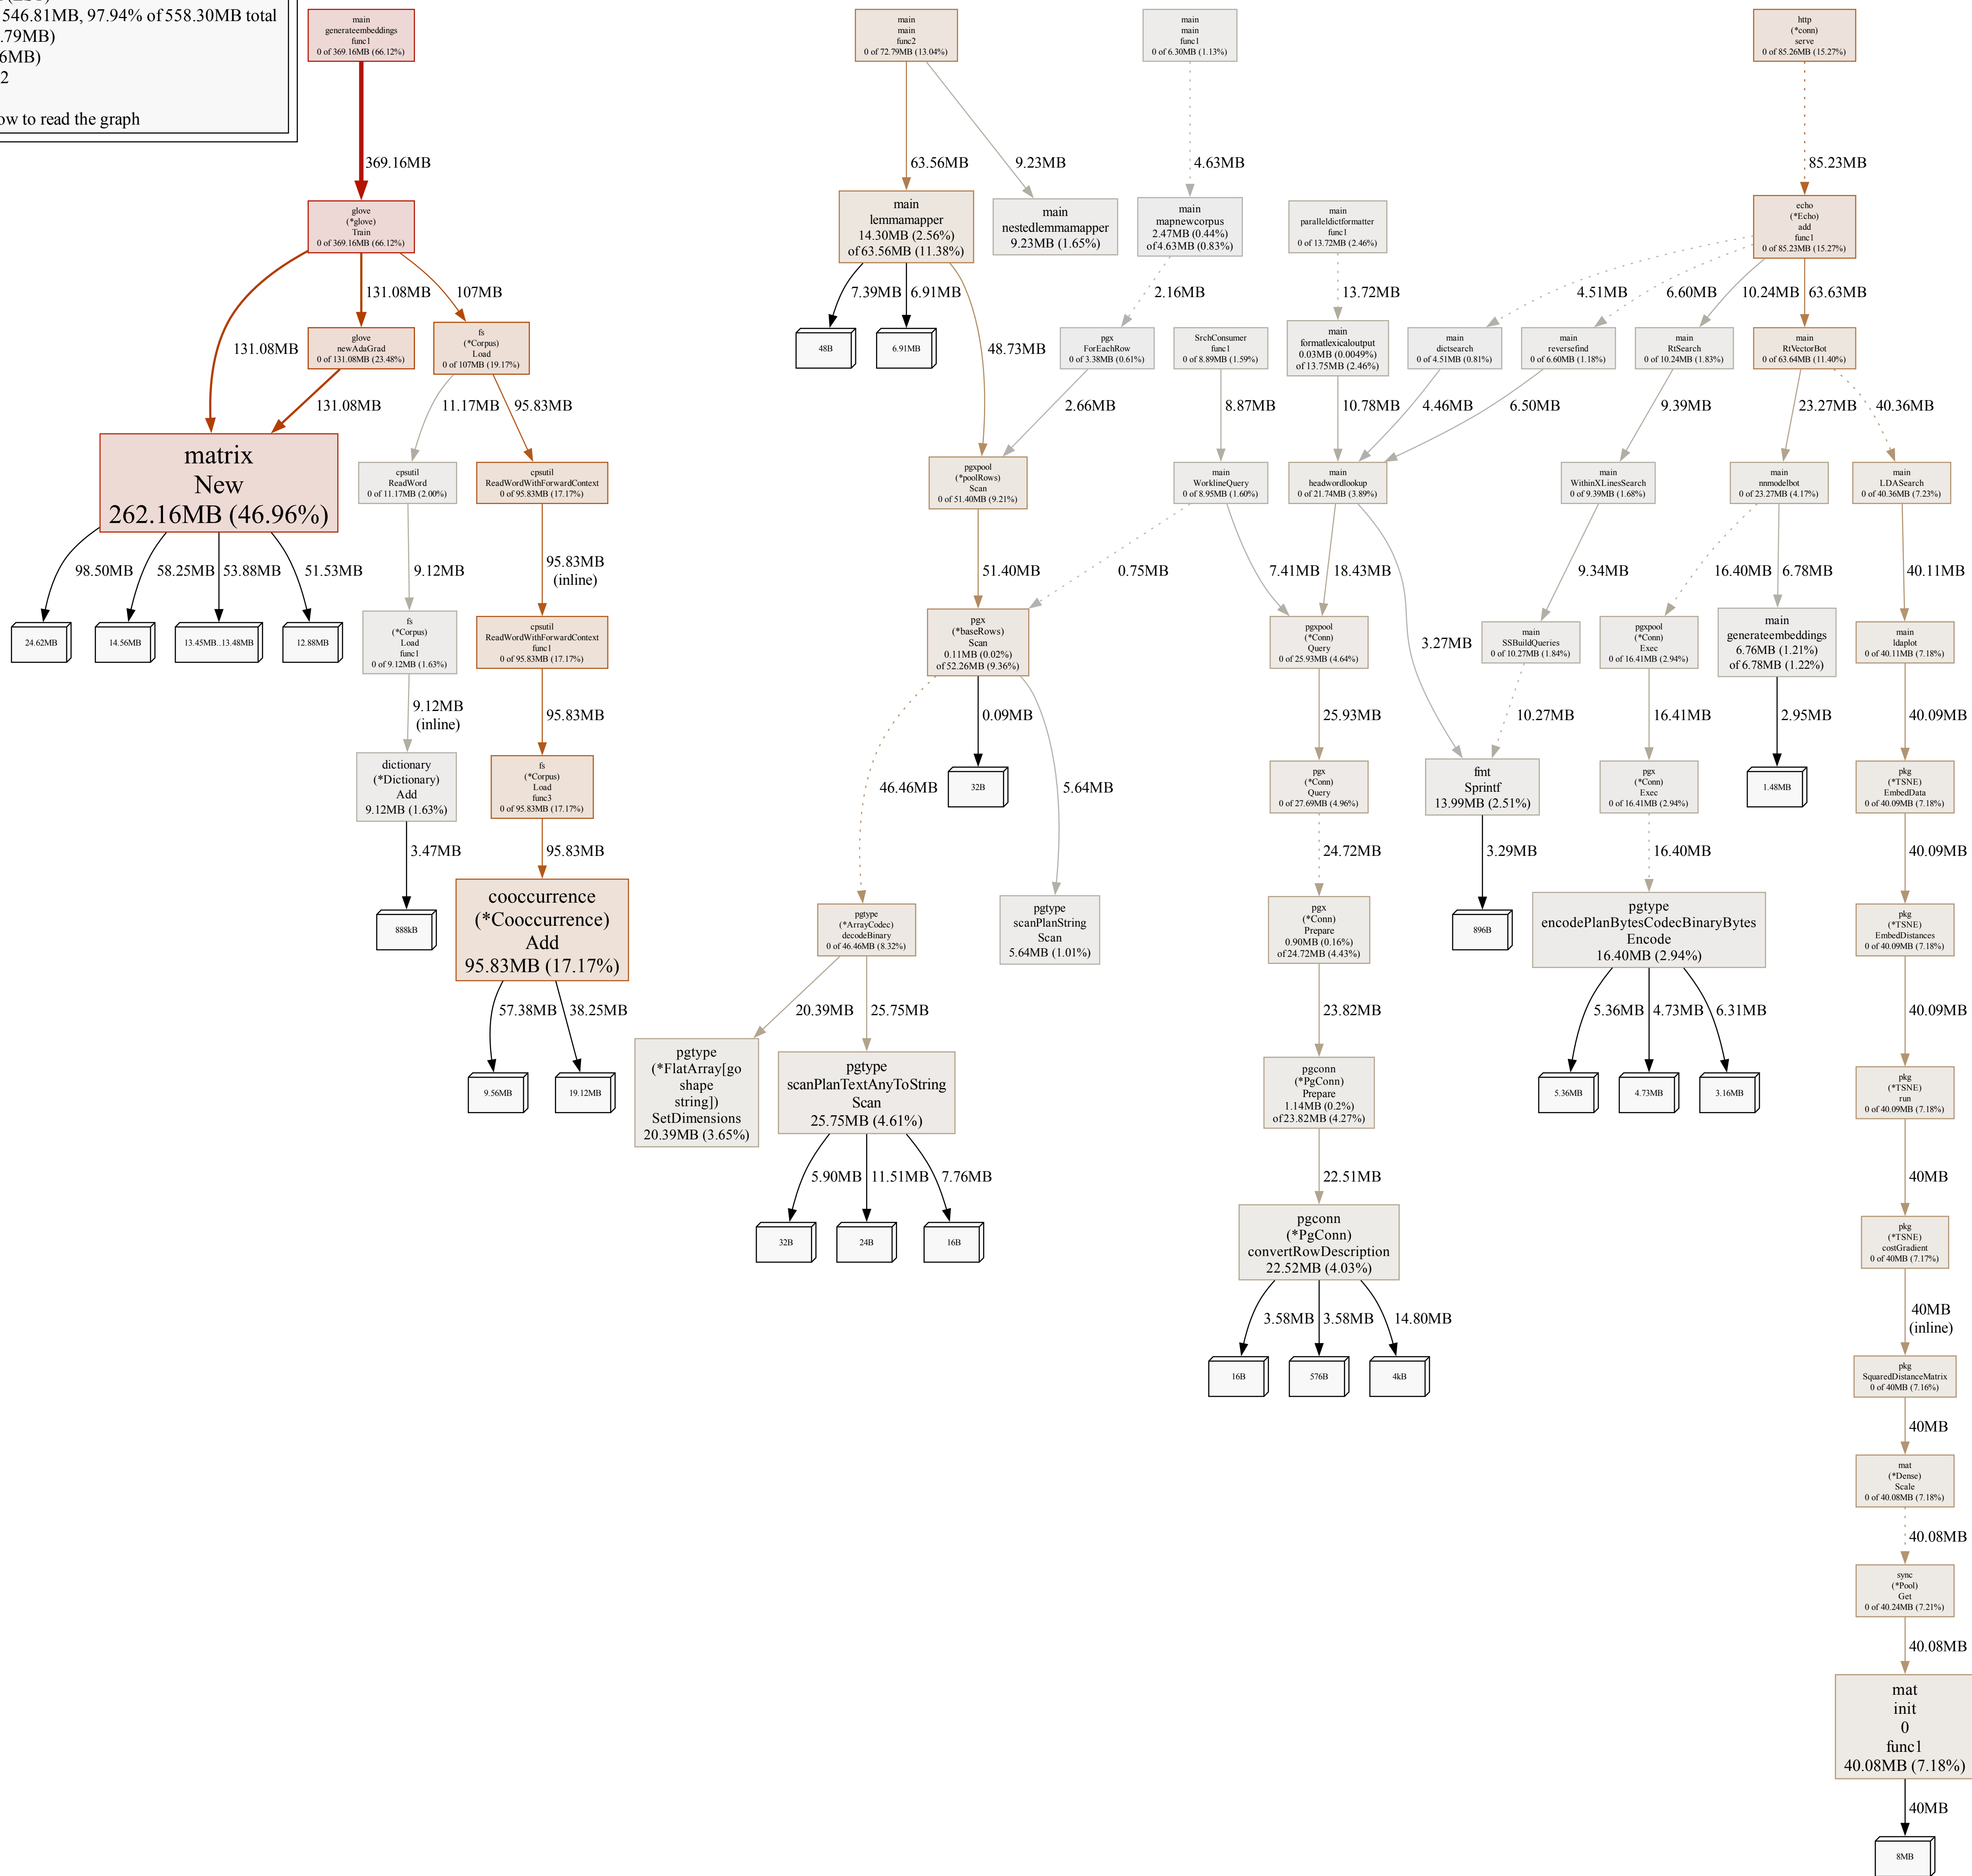 546.81MB, 97.94% of 558.30MB total
.79MB)
6MB)
2
ow to read the graph
main
generateembeddings
func1
0 of 369.16MB (66.12%)
main
main
func2
0 of 72.79MB (13.04%)
main
main
func1
0 of 6.30MB (1.13%)
http
(*conn)
serve
0 of 85.26MB (15.27%)
369.16MB
63.56MB
9.23MB
4.63MB
85.23MB
glove
(*glove)
Train
0 of 369.16MB (66.12%)
main
lemmamapper
14.30MB (2.56%)
of 63.56MB (11.38%)
main
nestedlemmamapper
9.23MB (1.65%)
main
mapnewcorpus
2.47MB (0.44%)
of 4.63MB (0.83%)
main
paralleldictformatter
func1
0 of 13.72MB (2.46%)
echo
(*Echo)
add
func1
0 of 85.23MB (15.27%)
131.08MB
107MB
7.39MB
6.91MB
2.16MB
13.72MB
4.51MB
6.60MB
10.24MB
63.63MB
131.08MB
glove
newAdaGrad
0 of 131.08MB (23.48%)
fs
(*Corpus)
Load
0 of 107MB (19.17%)
48B
6.91MB
48.73MB
pgx
ForEachRow
0 of 3.38MB (0.61%)
SrchConsumer
func1
0 of 8.89MB (1.59%)
main
formatlexicaloutput
0.03MB (0.0049%)
of 13.75MB (2.46%)
main
dictsearch
0 of 4.51MB (0.81%)
main
reversefind
0 of 6.60MB (1.18%)
main
RtSearch
0 of 10.24MB (1.83%)
main
RtVectorBot
0 of 63.64MB (11.40%)
131.08MB
11.17MB
95.83MB
2.66MB
8.87MB
10.78MB
4.46MB
6.50MB
9.39MB
23.27MB
40.36MB
matrix
New
262.16MB (46.96%)
cpsutil
ReadWord
0 of 11.17MB (2.00%)
cpsutil
ReadWordWithForwardContext
0 of 95.83MB (17.17%)
pgxpool
(*poolRows)
Scan
0 of 51.40MB (9.21%)
main
WorklineQuery
0 of 8.95MB (1.60%)
main
headwordlookup
0 of 21.74MB (3.89%)
main
WithinXLinesSearch
0 of 9.39MB (1.68%)
main
nnmodelbot
0 of 23.27MB (4.17%)
main
LDASearch
0 of 40.36MB (7.23%)
98.50MB
58.25MB
53.88MB
51.53MB
9.12MB
95.83MB
(inline)
51.40MB
0.75MB
7.41MB
18.43MB
9.34MB
16.40MB
6.78MB
40.11MB
24.62MB
14.56MB
13.45MB..13.48MB
12.88MB
fs
(*Corpus)
Load
func1
0 of 9.12MB (1.63%)
cpsutil
ReadWordWithForwardContext
func1
0 of 95.83MB (17.17%)
pgx
(*baseRows)
Scan
0.11MB (0.02%)
of 52.26MB (9.36%)
pgxpool
(*Conn)
Query
0 of 25.93MB (4.64%)
3.27MB
main
SSBuildQueries
0 of 10.27MB (1.84%)
pgxpool
(*Conn)
Exec
0 of 16.41MB (2.94%)
main
generateembeddings
6.76MB (1.21%)
of 6.78MB (1.22%)
main
ldaplot
0 of 40.11MB (7.18%)
9.12MB
(inline)
95.83MB
0.09MB
25.93MB
10.27MB
16.41MB
2.95MB
40.09MB
dictionary
(*Dictionary)
Add
9.12MB (1.63%)
fs
(*Corpus)
Load
func3
0 of 95.83MB (17.17%)
46.46MB
32B
5.64MB
pgx
(*Conn)
Query
0 of 27.69MB (4.96%)
fmt
Sprintf
13.99MB (2.51%)
pgx
(*Conn)
Exec
0 of 16.41MB (2.94%)
1.48MB
pkg
(*TSNE)
EmbedData
0 of 40.09MB (7.18%)
3.47MB
95.83MB
24.72MB
3.29MB
16.40MB
40.09MB
888kB
cooccurrence
(*Cooccurrence)
Add
95.83MB (17.17%)
pgtype
(*ArrayCodec)
decodeBinary
0 of 46.46MB (8.32%)
pgtype
scanPlanString
Scan
5.64MB (1.01%)
pgx
(*Conn)
Prepare
0.90MB (0.16%)
of 24.72MB (4.43%)
896B
pgtype
encodePlanBytesCodecBinaryBytes
Encode
16.40MB (2.94%)
pkg
(*TSNE)
EmbedDistances
0 of 40.09MB (7.18%)
57.38MB
38.25MB
20.39MB
25.75MB
23.82MB
5.36MB
4.73MB
6.31MB
40.09MB
9.56MB
19.12MB
pgtype
(*FlatArray[go
shape
string])
SetDimensions
20.39MB (3.65%)
pgtype
scanPlanTextAnyToString
Scan
25.75MB (4.61%)
pgconn
(*PgConn)
Prepare
1.14MB (0.2%)
of 23.82MB (4.27%)
5.36MB
4.73MB
3.16MB
pkg
(*TSNE)
run
0 of 40.09MB (7.18%)
5.90MB
11.51MB
7.76MB
22.51MB
40MB
32B
24B
16B
pgconn
(*PgConn)
convertRowDescription
22.52MB (4.03%)
pkg
(*TSNE)
costGradient
0 of 40MB (7.17%)
3.58MB
3.58MB
14.80MB
40MB
(inline)
16B
576B
4kB
pkg
SquaredDistanceMatrix
0 of 40MB (7.16%)
40MB
mat
(*Dense)
Scale
0 of 40.08MB (7.18%)
40.08MB
sync
(*Pool)
Get
0 of 40.24MB (7.21%)
40.08MB
mat
init
0
func1
40.08MB (7.18%)
40MB
8MB